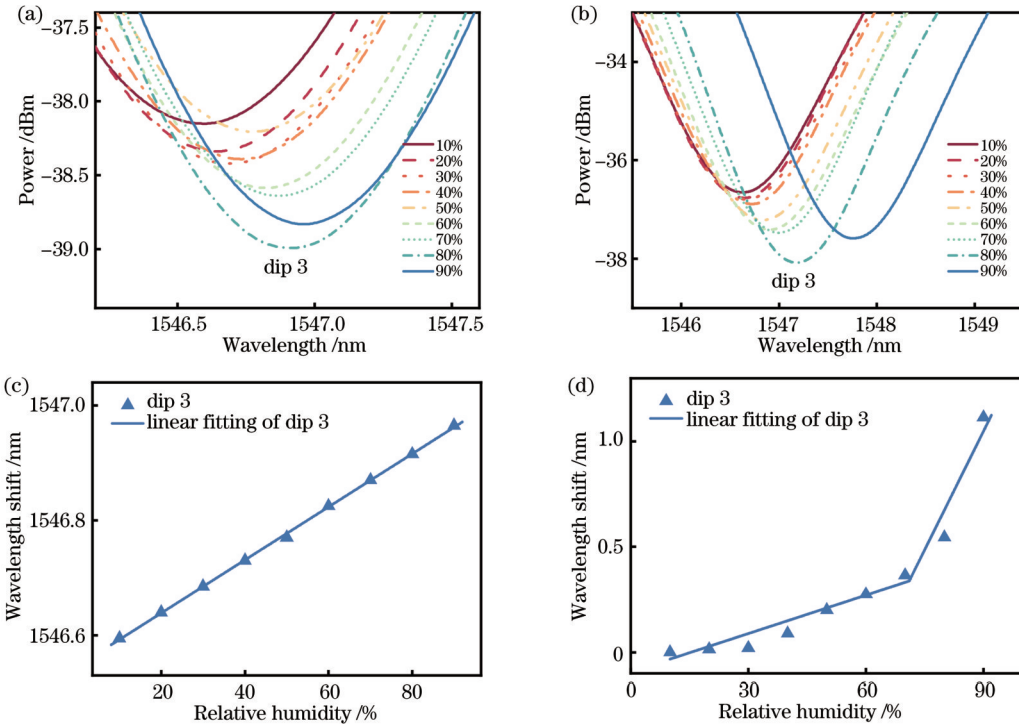 (a)
−37.4
−38.0
−38.5
−39.0
Power /dBm
10%
20%
30%
40%
50%
60%
70%
80%
90%
dip 3
1546.5
1547.0
1547.5
Wavelength /nm
(b)
−34
−36
−38
Power /dBm
10%
20%
30%
40%
50%
60%
70%
80%
90%
dip 3
1546
1547
1548
1549
Wavelength /nm
(c)
1547.0
1546.8
1546.6
Wavelength shift /nm
dip 3
linear fitting of dip 3
20
40
60
80
Relative humidity /%
(d)
1.0
0.5
0
Wavelength shift /nm
dip 3
linear fitting of dip 3
0
30
60
90
Relative humidity /%